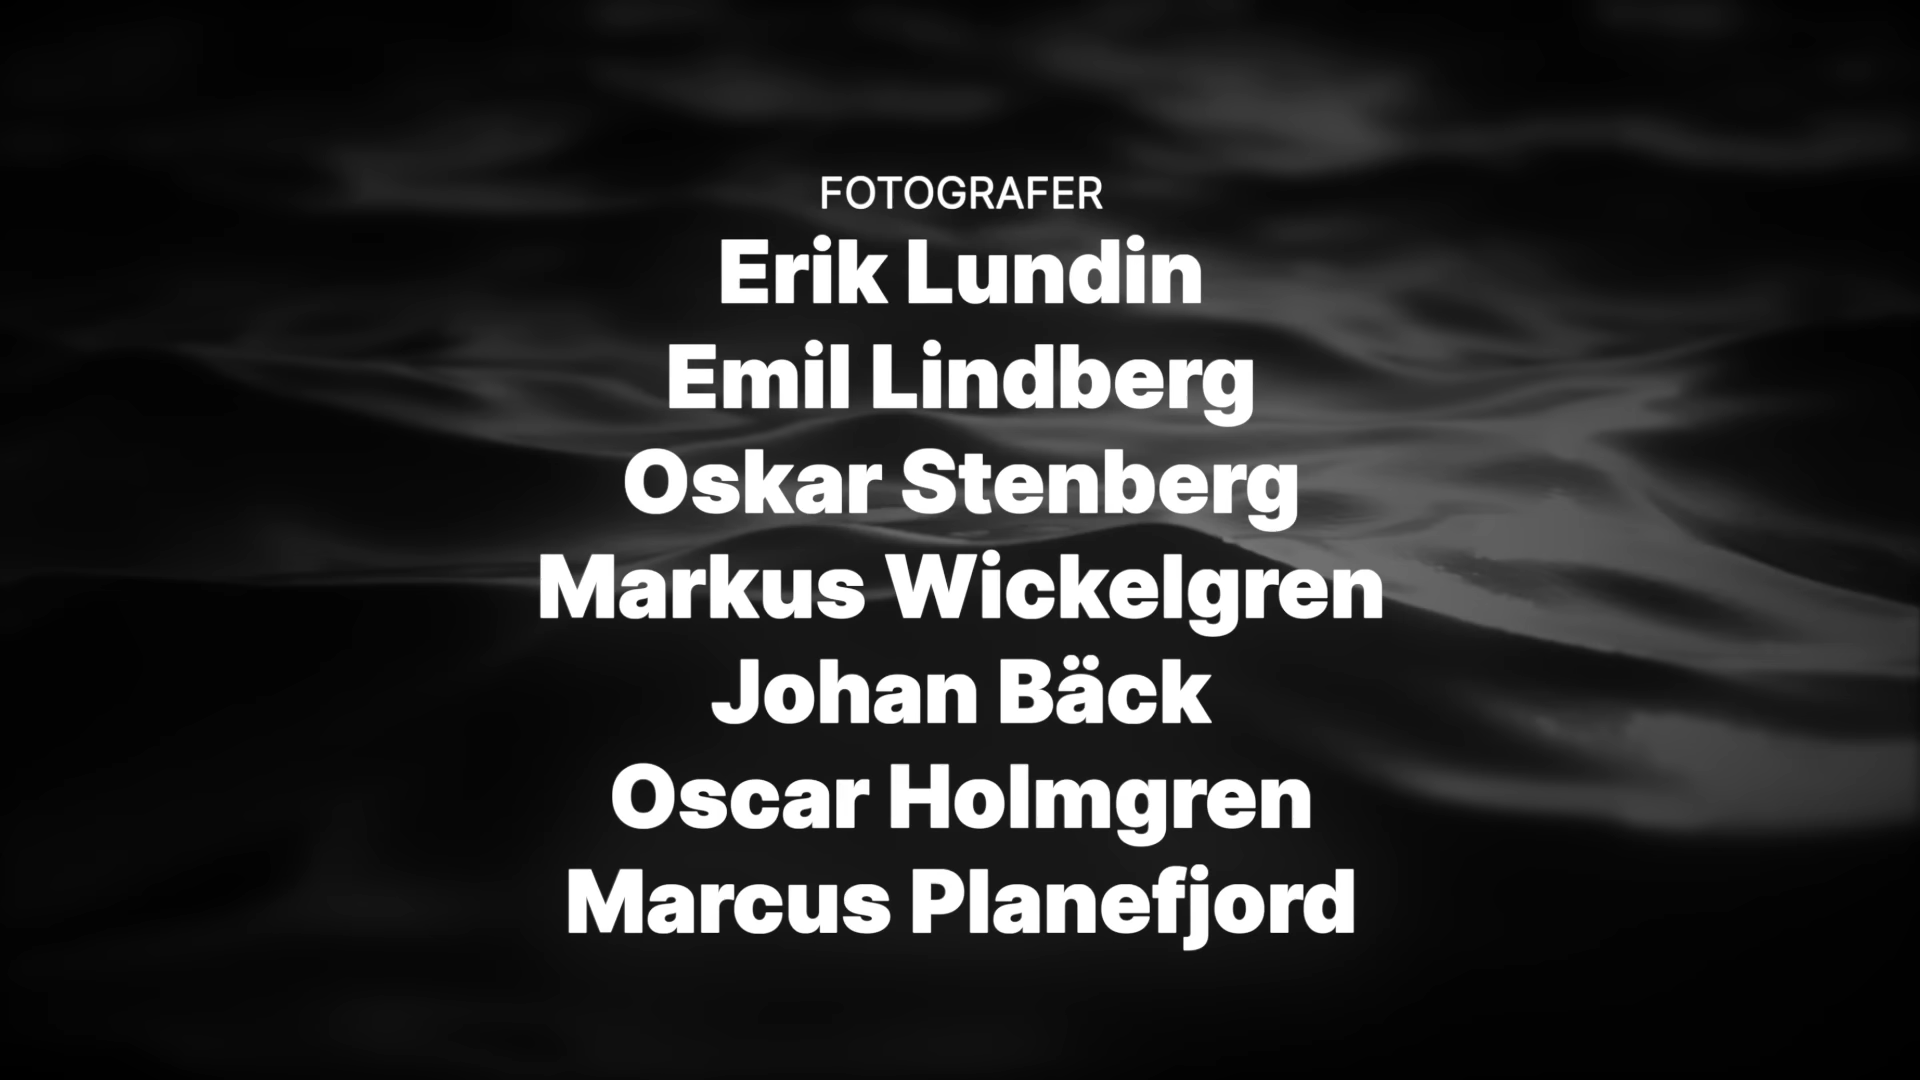 FOTOGRAFER
Erik Lundin
Emil Lindberg
Oskar Stenberg
Markus Wickelgren
Johan Bäck
Oscar Holmgren
Marcus Planefjord